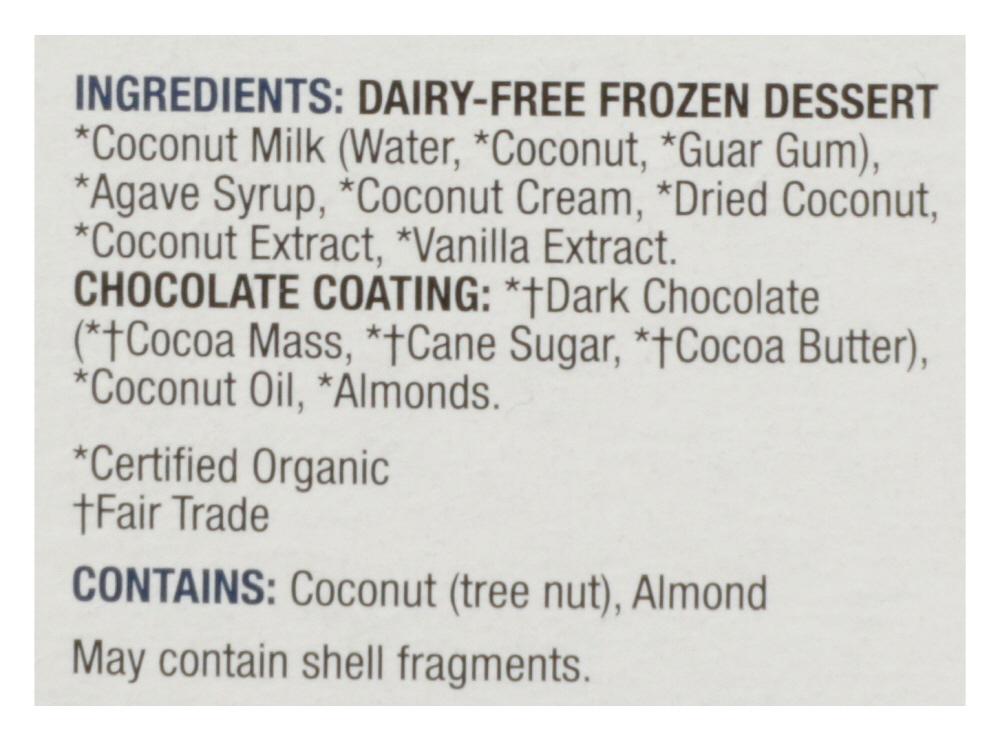 INGREDIENTS: DAIRY-FREE FROZEN DESSERT
*Coconut Milk (Water, *Coconut, *Guar Gum),
*Agave Syrup, *Coconut Cream, *Dried Coconut,
*Coconut Extract, *Vanilla Extract.
CHOCOLATE COATING: *†Dark Chocolate
(*†Cocoa Mass, *†Cane Sugar, *†Cocoa Butter),
*Coconut Oil, *Almonds.
*Certified Organic
†Fair Trade
CONTAINS: Coconut (tree nut), Almond
May contain shell fragments.